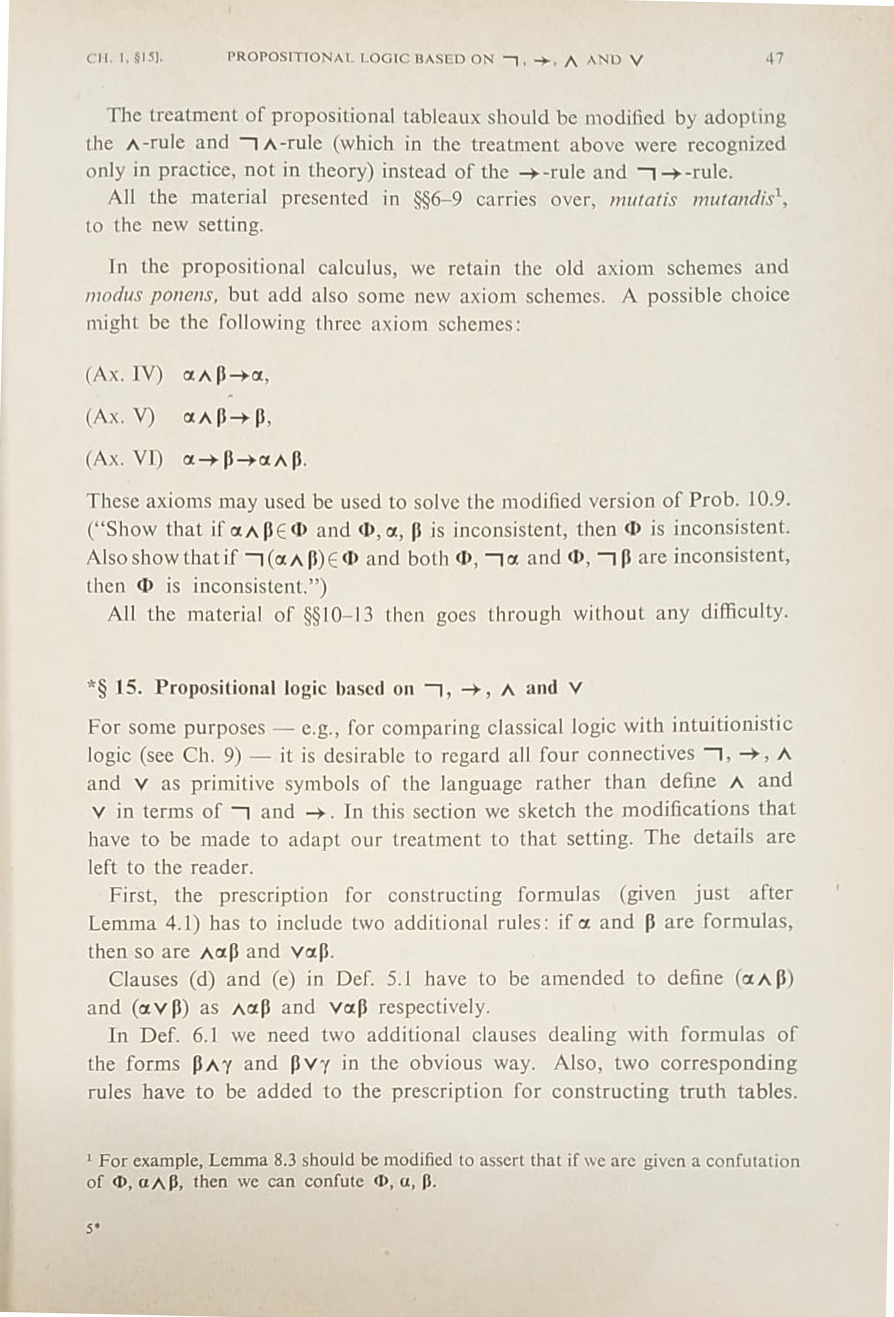 CH. 1, §15]. PROPOSITIONAL LOGIC BASED ON ¬, →, ∧ AND ∨ 47
The treatment of propositional tableaux should be modified by adopting
the ∧-rule and ¬∧-rule (which in the treatment above were recognized
only in practice, not in theory) instead of the →-rule and ¬→-rule.
All the material presented in §§6–9 carries over, mutatis mutandis¹,
to the new setting.
In the propositional calculus, we retain the old axiom schemes and
modus ponens, but add also some new axiom schemes. A possible choice
might be the following three axiom schemes:
(Ax. IV) α∧β→α,
(Ax. V) α∧β→β,
(Ax. VI) α→β→α∧β.
These axioms may used be used to solve the modified version of Prob. 10.9.
(“Show that if α∧β∈Φ and Φ, α, β is inconsistent, then Φ is inconsistent.
Also show that if ¬(α∧β)∈Φ and both Φ, ¬α and Φ, ¬β are inconsistent,
then Φ is inconsistent.”)
All the material of §§10–13 then goes through without any difficulty.
*§ 15. Propositional logic based on ¬, →, ∧ and ∨
For some purposes — e.g., for comparing classical logic with intuitionistic
logic (see Ch. 9) — it is desirable to regard all four connectives ¬, →, ∧
and ∨ as primitive symbols of the language rather than define ∧ and
∨ in terms of ¬ and →. In this section we sketch the modifications that
have to be made to adapt our treatment to that setting. The details are
left to the reader.
First, the prescription for constructing formulas (given just after
Lemma 4.1) has to include two additional rules: if α and β are formulas,
then so are ∧αβ and ∨αβ.
Clauses (d) and (e) in Def. 5.1 have to be amended to define (α∧β)
and (α∨β) as ∧αβ and ∨αβ respectively.
In Def. 6.1 we need two additional clauses dealing with formulas of
the forms β∧γ and β∨γ in the obvious way. Also, two corresponding
rules have to be added to the prescription for constructing truth tables.
¹ For example, Lemma 8.3 should be modified to assert that if we are given a confutation
of Φ, α∧β, then we can confute Φ, α, β.
5*